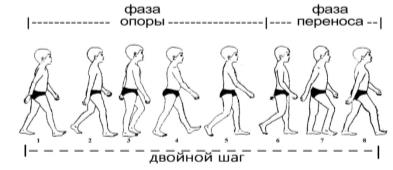 фаза
опоры
фаза
переноса
1 2 3 4 5 6 7 8
двойной шаг